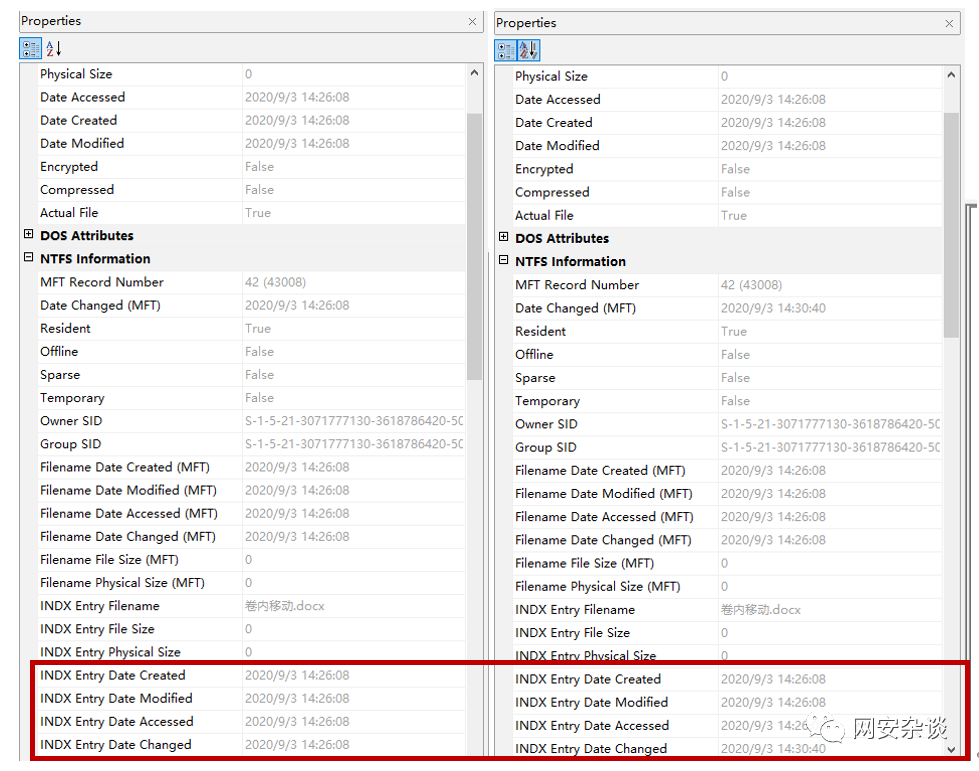 Properties
Physical Size 0
Date Accessed 2020/9/3 14:26:08
Date Created 2020/9/3 14:26:08
Date Modified 2020/9/3 14:26:08
Encrypted False
Compressed False
Actual File True
DOS Attributes
NTFS Information
MFT Record Number 42 (43008)
Date Changed (MFT) 2020/9/3 14:26:08
Resident True
Offline False
Sparse False
Temporary False
Owner SID S-1-5-21-3071777130-3618786420-50
Group SID S-1-5-21-3071777130-3618786420-50
Filename Date Created (MFT) 2020/9/3 14:26:08
Filename Date Modified (MFT) 2020/9/3 14:26:08
Filename Date Accessed (MFT) 2020/9/3 14:26:08
Filename Date Changed (MFT) 2020/9/3 14:26:08
Filename File Size (MFT) 0
Filename Physical Size (MFT) 0
INDX Entry Filename 卷内移动.docx
INDX Entry File Size 0
INDX Entry Physical Size 0
INDX Entry Date Created 2020/9/3 14:26:08
INDX Entry Date Modified 2020/9/3 14:26:08
INDX Entry Date Accessed 2020/9/3 14:26:08
INDX Entry Date Changed 2020/9/3 14:26:08
Properties
Physical Size 0
Date Accessed 2020/9/3 14:26:08
Date Created 2020/9/3 14:26:08
Date Modified 2020/9/3 14:26:08
Encrypted False
Compressed False
Actual File True
DOS Attributes
NTFS Information
MFT Record Number 42 (43008)
Date Changed (MFT) 2020/9/3 14:30:40
Resident True
Offline False
Sparse False
Temporary False
Owner SID S-1-5-21-3071777130-3618786420-50
Group SID S-1-5-21-3071777130-3618786420-50
Filename Date Created (MFT) 2020/9/3 14:26:08
Filename Date Modified (MFT) 2020/9/3 14:26:08
Filename Date Accessed (MFT) 2020/9/3 14:26:08
Filename Date Changed (MFT) 2020/9/3 14:26:08
Filename File Size (MFT) 0
Filename Physical Size (MFT) 0
INDX Entry Filename 卷内移动.docx
INDX Entry File Size 0
INDX Entry Physical Size 0
INDX Entry Date Created 2020/9/3 14:26:08
INDX Entry Date Modified 2020/9/3 14:26:08
INDX Entry Date Accessed 2020/9/3 14:26
INDX Entry Date Changed 2020/9/3 14:30:40
网安杂谈